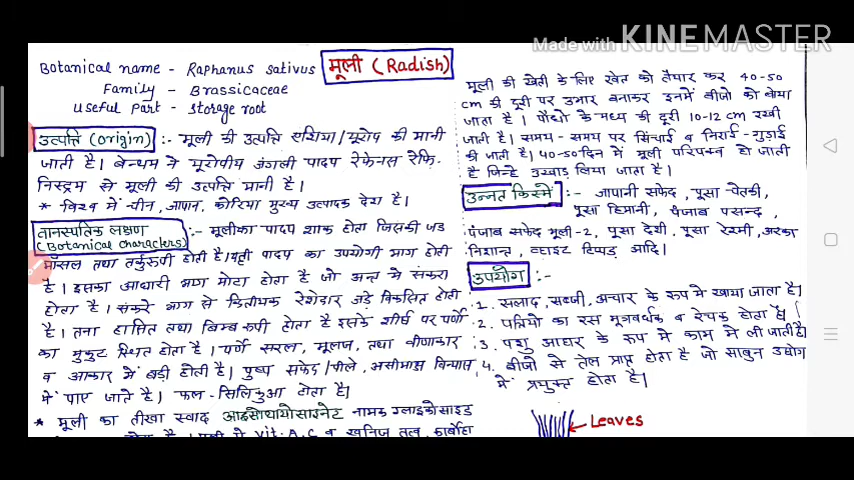 Made with KINEMASTER
Botanical name - Raphanus sativus
मूली (Radish)
Family - Brassicaceae
Useful Part - Storage root
उत्पत्ति (Origin) :- मूली की उत्पत्ति एशिया/यूरोप की मानी
जाती है। बेन्थम ने यूरोपीय जंगली पादप रेफेनस रेफि-
निस्ट्रम से मूली की उत्पत्ति मानी है।
* विश्व में चीन, जापान, कोरिया मुख्य उत्पादक देश है।
वानस्पतिक लक्षण
(Botanical characters) :- मूली का पादप शाक होता जिसकी जड
माँसल तथा तर्कुरुपी होती है। यही पादप का उपयोगी भाग होती
है। इसका आधारी भाग मोटा होता है जो अन्त में संकरा
होता है। संकरे भाग से द्वितीयक रेशेदार जड़े विकसित होती
है। तना हासित तथा बिम्ब रुपी होता है इसके शीर्ष पर पर्णो
का मुकुट स्थित होता है। पर्णे सरल, मूलज, तथा वीणाकार
व आकार में बड़ी होती है। पुष्प सफेद/पीले, असीमाक्ष विन्यास
में पाए जाते है। फल - सिलिकुआ होता है।
* मूली का तीखा स्वाद आइसोथायोसाइनेट नामक ग्लाइकोसाइड
होता है। मूली में Vit. A, C व खनिज तत्व, कार्बोहा
मूली की खेती के लिए खेत को तैयार कर 40-50
cm की दूरी पर उभार बनाकर इनमें बीजो को बोया
जाता है। पौधो के मध्य की दूरी 10-12 cm रखी
जाती है। समय-समय पर सिंचाई व निराई-गुड़ाई
की जाती है। 40-50 दिन में मूली परिपक्व हो जाती
है जिन्हे उखाड़ लिया जाता है।
उन्नत किस्में :- जापानी सफेद, पूसा चेतकी,
पूसा हिमानी, पंजाब पसन्द,
पंजाब सफेद मूली-2, पूसा देशी, पूसा रेश्मी, अरका
निशान्त, व्हाइट टिप्पड आदि।
उपयोग :-
1. सलाद, सब्जी, अचार के रूप में खाया जाता है।
2. पत्तियो का रस मूत्रवर्धक व रेचक होता है।
3. पशु आहार के रूप में काम में ली जाती है।
4. बीजो से तेल प्राप्त होता है जो साबुन उद्योग
में प्रयुक्त होता है।
Leaves